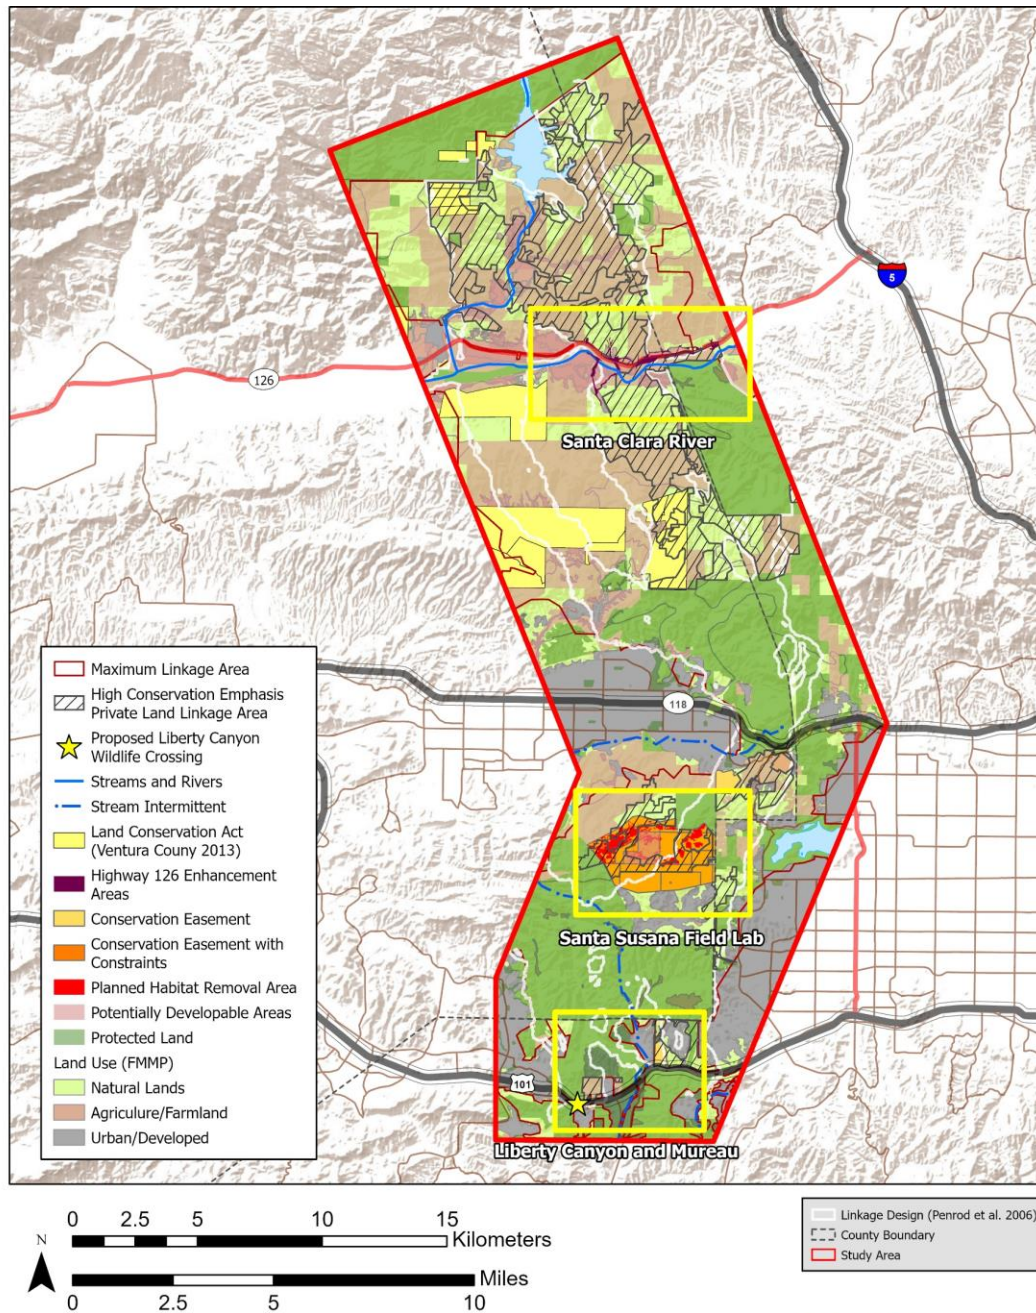 5
126
Santa Clara River
118
Santa Susana Field Lab
101
Liberty Canyon and Mureau
Maximum Linkage Area
High Conservation Emphasis
Private Land Linkage Area
Proposed Liberty Canyon
Wildlife Crossing
Streams and Rivers
Stream Intermittent
Land Conservation Act
(Ventura Couny 2013)
Highway 126 Enhancement
Areas
Conservation Easement
Conservation Easement with
Constraints
Planned Habitat Removal Area
Potentially Developable Areas
Protected Land
Land Use (FMMP)
Natural Lands
Agriculure/Farmland
Urban/Developed
0 2.5 5 10 15
Kilometers
N
Miles
0 2.5 5 10
Linkage Design (Penrod et al. 2006)
County Boundary
Study Area